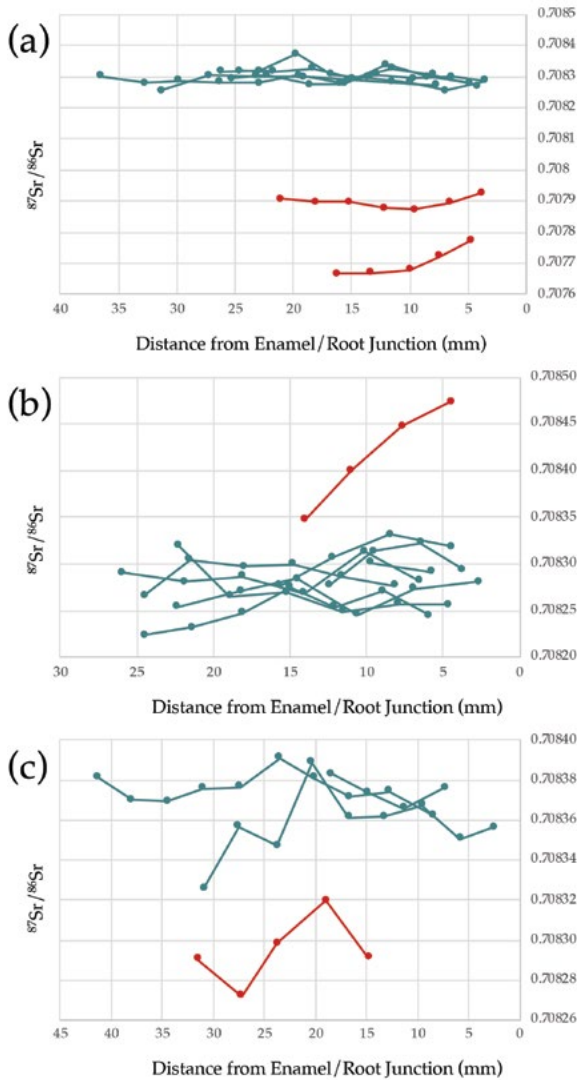 (a)
0.7085
0.7084
0.7083
0.7082
0.7081
0.708
0.7079
0.7078
0.7077
0.7076
⁸⁷Sr/⁸⁶Sr
40 35 30 25 20 15 10 5 0
Distance from Enamel/Root Junction (mm)
(b)
0.70850
0.70845
0.70840
0.70835
0.70830
0.70825
0.70820
⁸⁷Sr/⁸⁶Sr
30 25 20 15 10 5 0
Distance from Enamel/Root Junction (mm)
(c)
0.70840
0.70838
0.70836
0.70834
0.70832
0.70830
0.70828
0.70826
⁸⁷Sr/⁸⁶Sr
45 40 35 30 25 20 15 10 5 0
Distance from Enamel/Root Junction (mm)